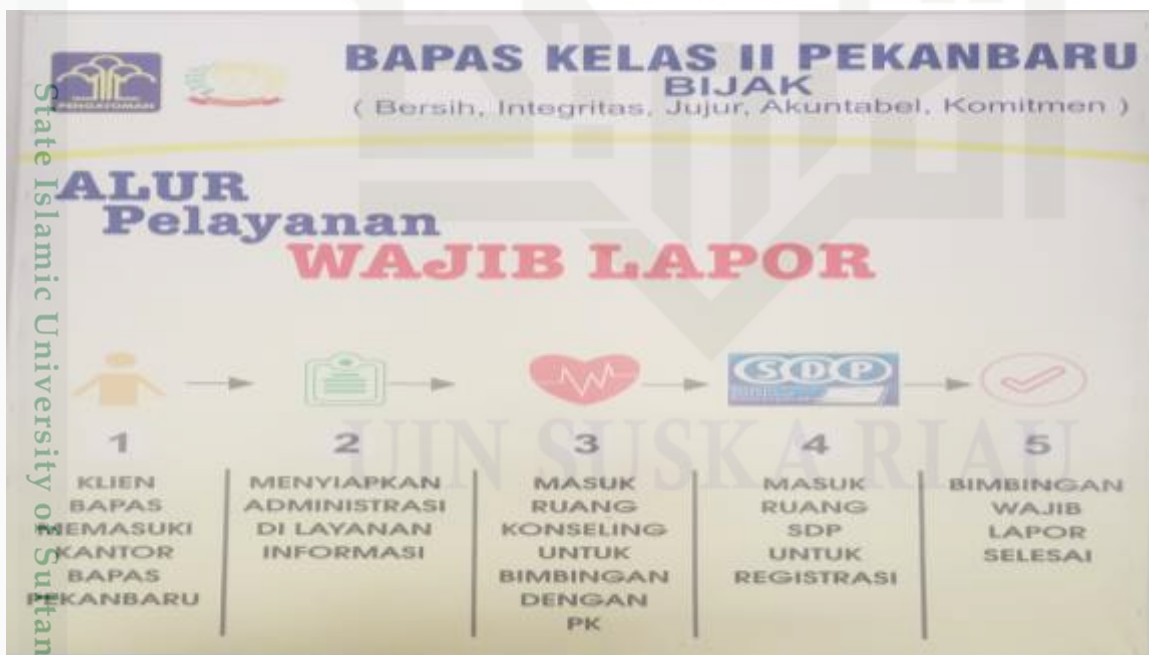 BAPAS KELAS II PEKANBARU
BIJAK
( Bersih, Integritas, Jujur, Akuntabel, Komitmen )
PENGAYOMAN
ALUR
Pelayanan
WAJIB LAPOR
SDP
1
KLIEN
BAPAS
MEMASUKI
KANTOR
BAPAS
PEKANBARU
2
MENYIAPKAN
ADMINISTRASI
DI LAYANAN
INFORMASI
3
MASUK
RUANG
KONSELING
UNTUK
BIMBINGAN
DENGAN
PK
4
MASUK
RUANG
SDP
UNTUK
REGISTRASI
5
BIMBINGAN
WAJIB
LAPOR
SELESAI
UIN SUSKA RIAU
State Islamic University of Sultan